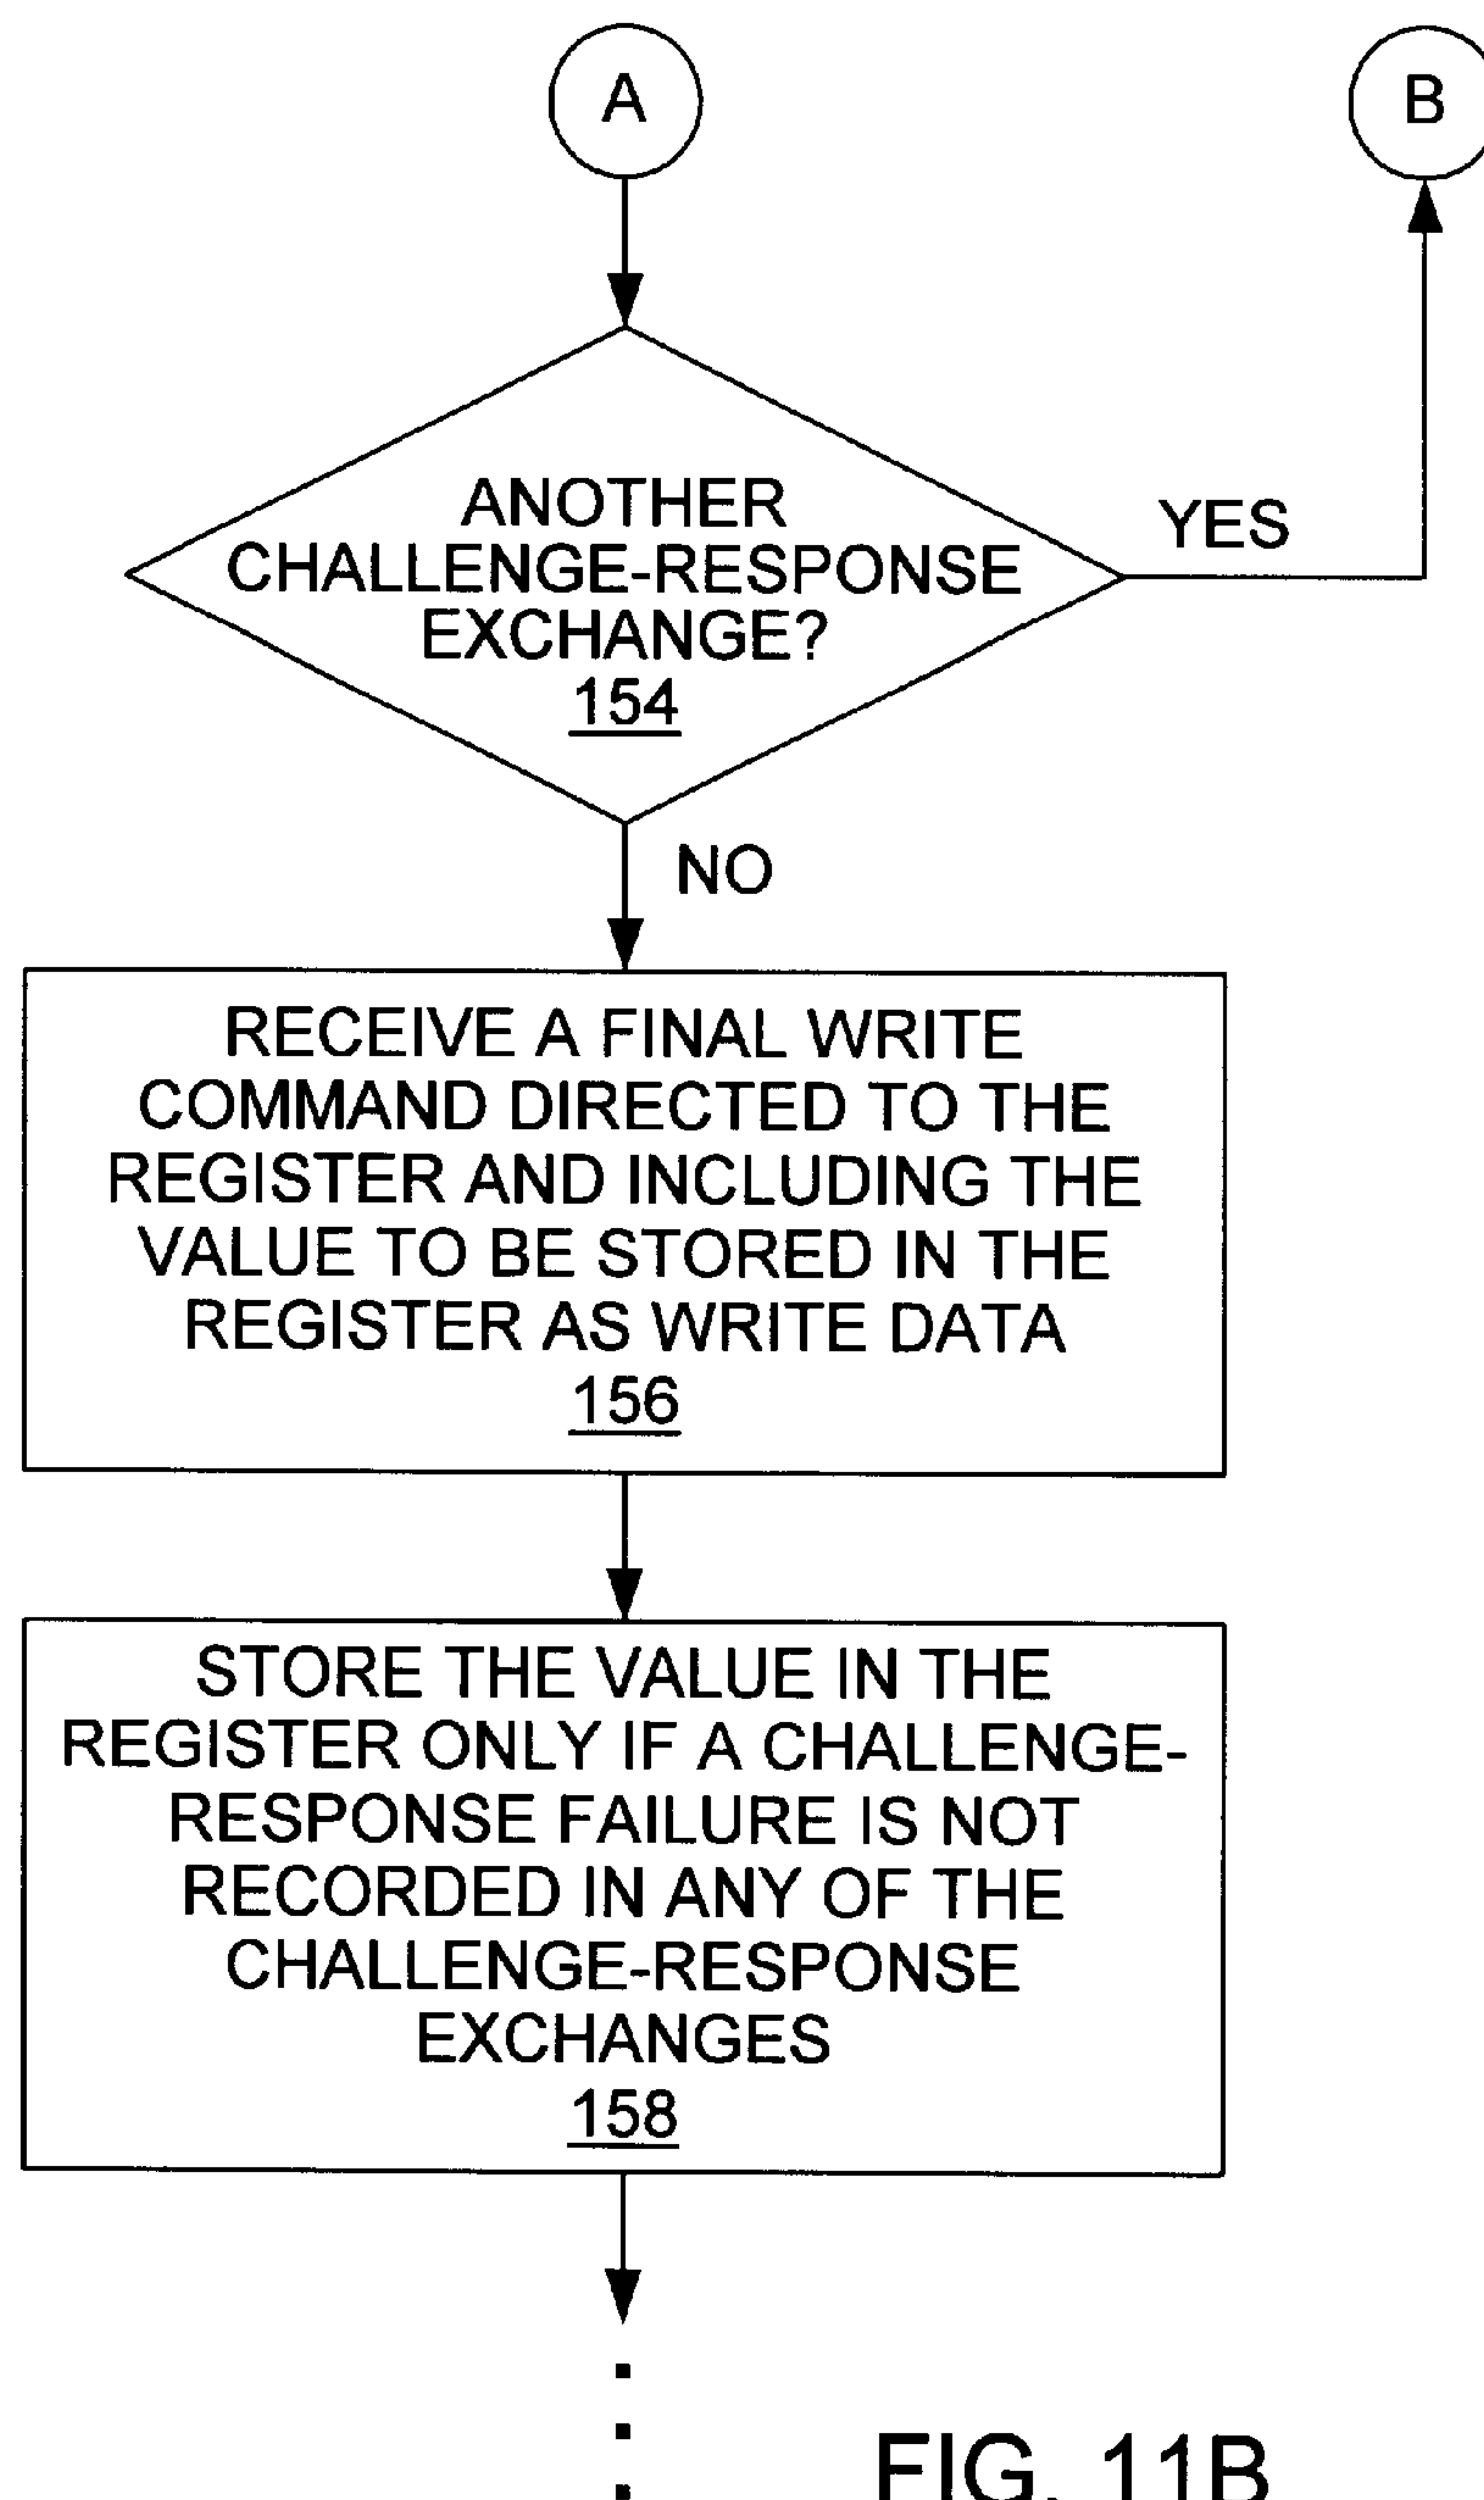 A
B
ANOTHER
CHALLENGE-RESPONSE
EXCHANGE?
154
YES
NO
RECEIVE A FINAL WRITE
COMMAND DIRECTED TO THE
REGISTER AND INCLUDING THE
VALUE TO BE STORED IN THE
REGISTER AS WRITE DATA
156
STORE THE VALUE IN THE
REGISTER ONLY IF A CHALLENGE-
RESPONSE FAILURE IS NOT
RECORDED IN ANY OF THE
CHALLENGE-RESPONSE
EXCHANGES
158
FIG. 11B